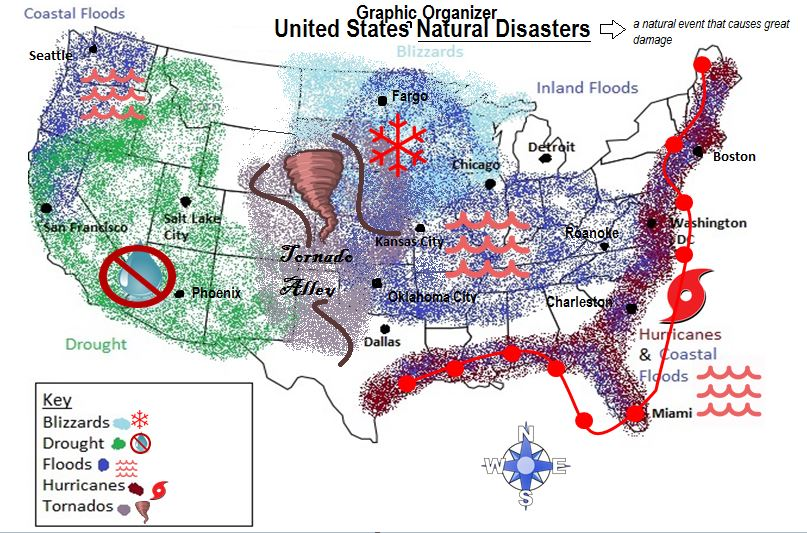 Graphic Organizer
United States Natural Disasters
a natural event that causes great
damage
Coastal Floods
Blizzards
Seattle
Fargo
Inland Floods
Detroit
Chicago
Boston
San Francisco
Salt Lake
City
Kansas City
Roanoke
Washington
DC
Tornado
Alley
Phoenix
Oklahoma City
Charleston
Dallas
Drought
Hurricanes
& Coastal
Floods
Miami
Key
Blizzards
Drought
Floods
Hurricanes
Tornados
N
W E
S